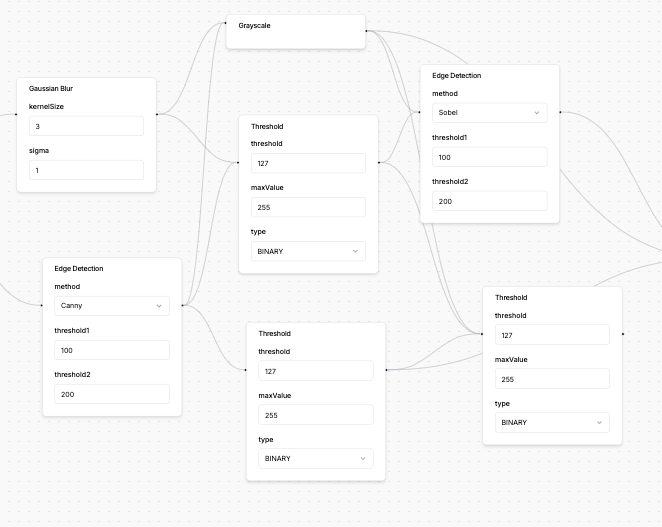 Grayscale
Gaussian Blur
kernelSize
3
sigma
1
Threshold
threshold
127
maxValue
255
type
BINARY
Edge Detection
method
Sobel
threshold1
100
threshold2
200
Edge Detection
method
Canny
threshold1
100
threshold2
200
Threshold
threshold
127
maxValue
255
type
BINARY
Threshold
threshold
127
maxValue
255
type
BINARY